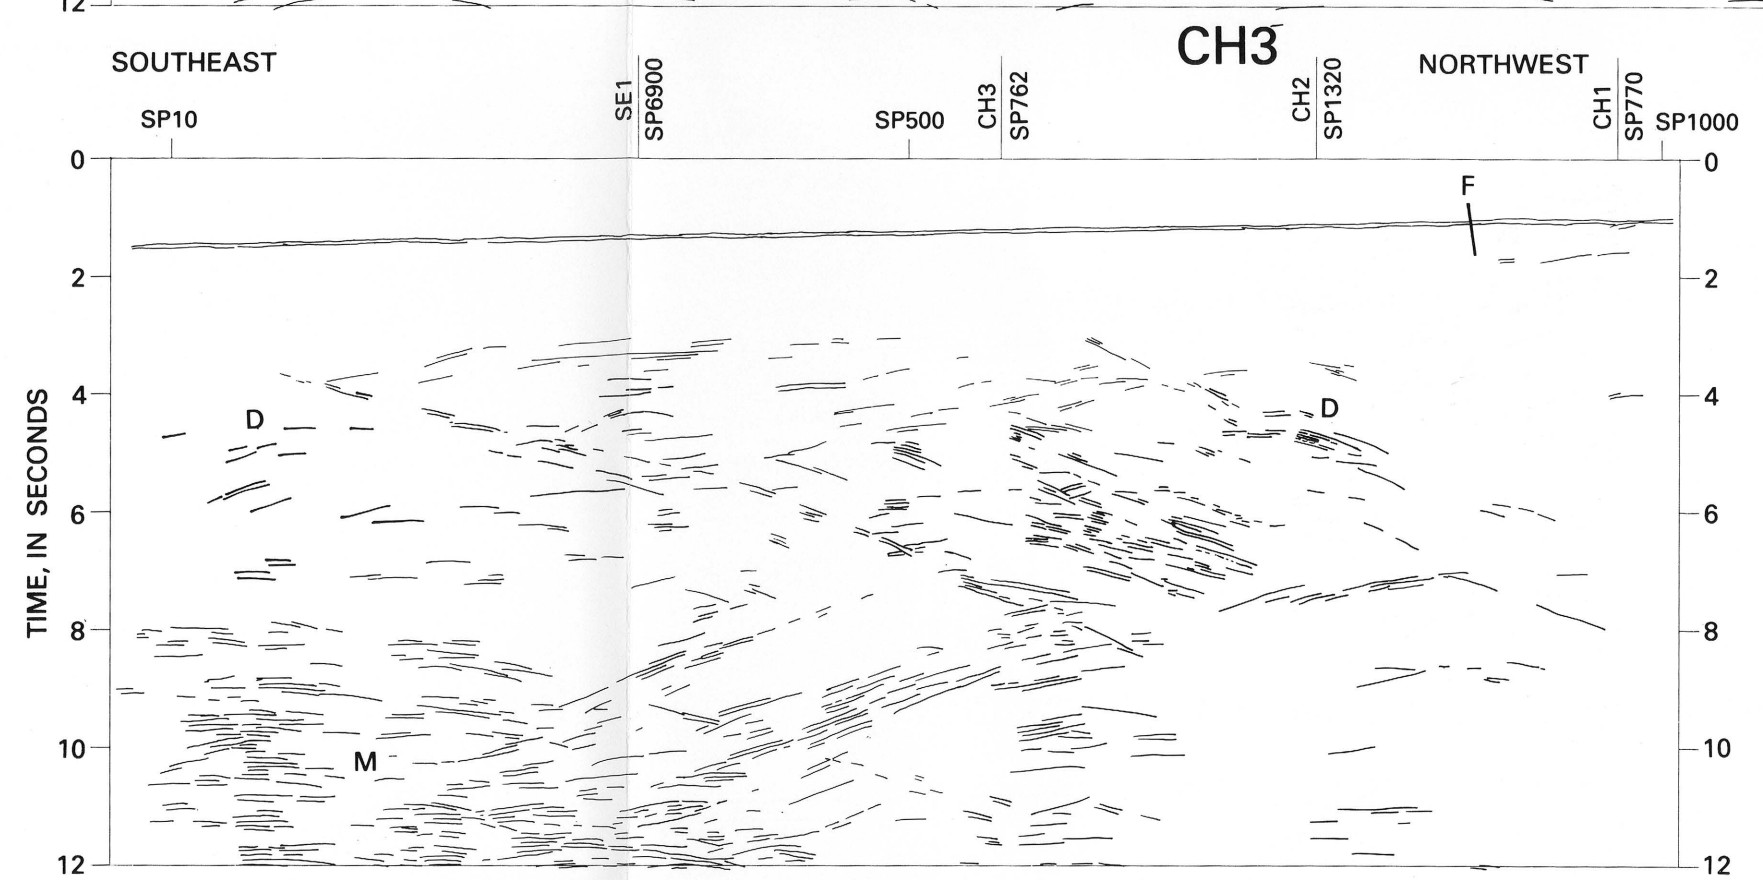 12
CH3
SOUTHEAST
NORTHWEST
SP10
SE1
SP6900
SP500
CH3
SP762
CH2
SP1320
CH1
SP770
SP1000
0
0
F
2
2
4
4
D
D
6
6
8
8
10
10
M
12
12
TIME, IN SECONDS